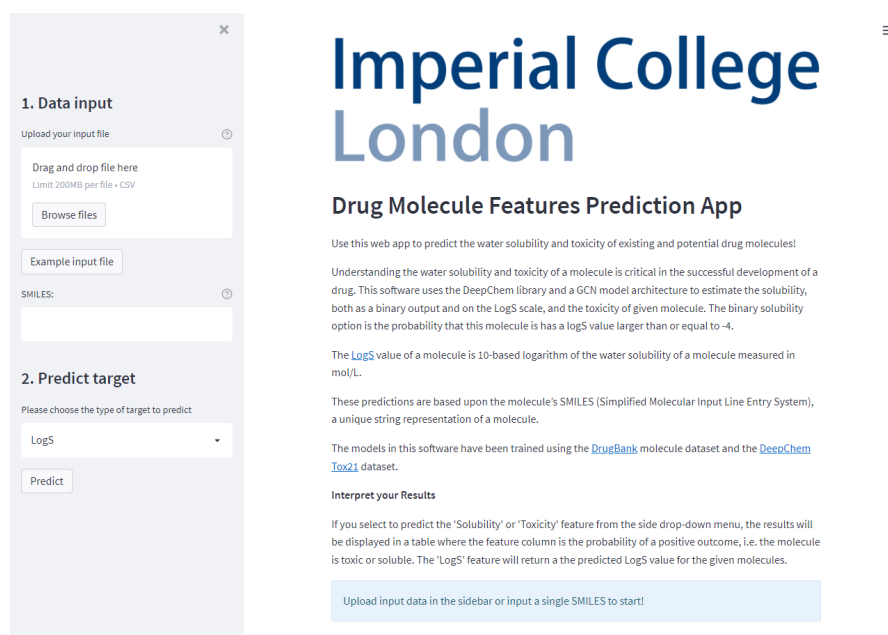 1. Data input
Upload your input file
Drag and drop file here
Limit 200MB per file • CSV
Browse files
Example input file
SMILES:
2. Predict target
Please choose the type of target to predict
LogS
Predict
Imperial College
London
Drug Molecule Features Prediction App
Use this web app to predict the water solubility and toxicity of existing and potential drug molecules!
Understanding the water solubility and toxicity of a molecule is critical in the successful development of a
drug. This software uses the DeepChem library and a GCN model architecture to estimate the solubility,
both as a binary output and on the LogS scale, and the toxicity of given molecule. The binary solubility
option is the probability that this molecule is has a logS value larger than or equal to -4.
The LogS value of a molecule is 10-based logarithm of the water solubility of a molecule measured in
mol/L.
These predictions are based upon the molecule's SMILES (Simplified Molecular Input Line Entry System),
a unique string representation of a molecule.
The models in this software have been trained using the DrugBank molecule dataset and the DeepChem
Tox21 dataset.
Interpret your Results
If you select to predict the 'Solubility' or 'Toxicity' feature from the side drop-down menu, the results will
be displayed in a table where the feature column is the probability of a positive outcome, i.e. the molecule
is toxic or soluble. The 'LogS' feature will return a the predicted LogS value for the given molecules.
Upload input data in the sidebar or input a single SMILES to start!